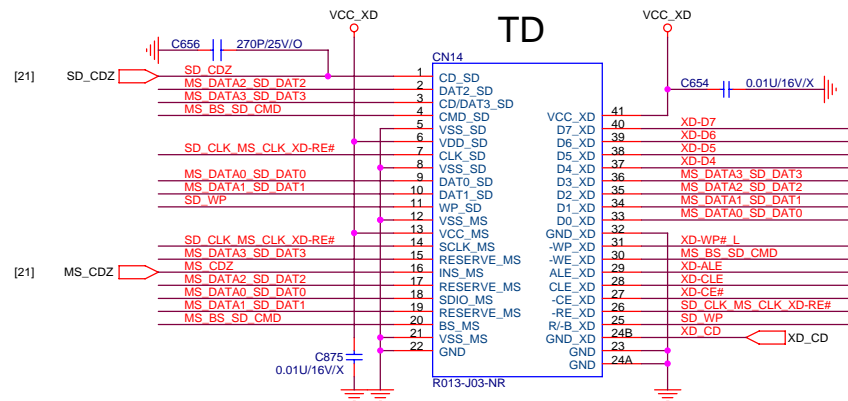 VCC_XD
VCC_XD
TD
C656
270P/25V/O
CN14
[21]
SD_CDZ
SD_CDZ
1
CD_SD
MS_DATA2_SD_DAT2
2
DAT2_SD
MS_DATA3_SD_DAT3
3
CD/DAT3_SD
MS_BS_SD_CMD
4
CMD_SD
5
VSS_SD
6
VDD_SD
SD_CLK_MS_CLK_XD-RE#
7
CLK_SD
8
VSS_SD
MS_DATA0_SD_DAT0
9
DAT0_SD
MS_DATA1_SD_DAT1
10
DAT1_SD
SD_WP
11
WP_SD
12
VSS_MS
13
VCC_MS
SD_CLK_MS_CLK_XD-RE#
14
SCLK_MS
MS_DATA3_SD_DAT3
15
RESERVE_MS
[21]
MS_CDZ
MS_CDZ
16
INS_MS
MS_DATA2_SD_DAT2
17
RESERVE_MS
MS_DATA0_SD_DAT0
18
SDIO_MS
MS_DATA1_SD_DAT1
19
RESERVE_MS
MS_BS_SD_CMD
20
BS_MS
21
VSS_MS
22
GND
C875
0.01U/16V/X
R013-J03-NR
C654
0.01U/16V/X
VCC_XD
41
D7_XD
40
XD-D7
D6_XD
39
XD-D6
D5_XD
38
XD-D5
D4_XD
37
XD-D4
D3_XD
36
MS_DATA3_SD_DAT3
D2_XD
35
MS_DATA2_SD_DAT2
D1_XD
34
MS_DATA1_SD_DAT1
D0_XD
33
MS_DATA0_SD_DAT0
GND_XD
32
-WP_XD
31
XD-WP#_L
-WE_XD
30
MS_BS_SD_CMD
ALE_XD
29
XD-ALE
CLE_XD
28
XD-CLE
-CE_XD
27
XD-CE#
-RE_XD
26
SD_CLK_MS_CLK_XD-RE#
R/-B_XD
25
SD_WP
GND_XD
24B
XD_CD
XD_CD
GND
23
GND
24A